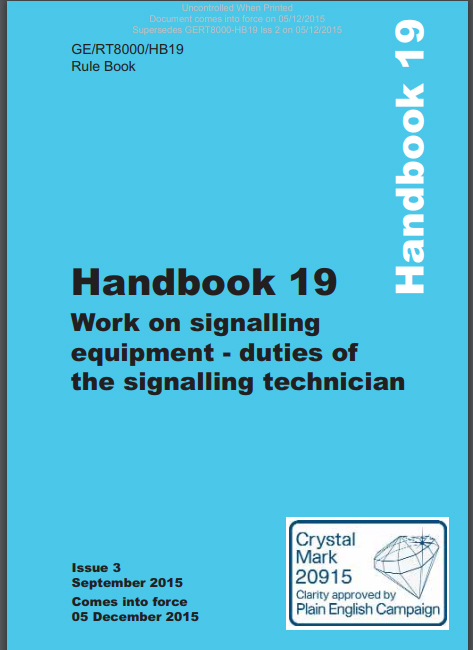 Uncontrolled When Printed
Document comes into force on 05/12/2015
Supersedes GERT8000-HB19 Iss 2 on 05/12/2015
GE/RT8000/HB19
Rule Book
Handbook 19
Handbook 19
Work on signalling
equipment - duties of
the signalling technician
Issue 3
September 2015
Comes into force
05 December 2015
Crystal
Mark
20915
Clarity approved by
Plain English Campaign